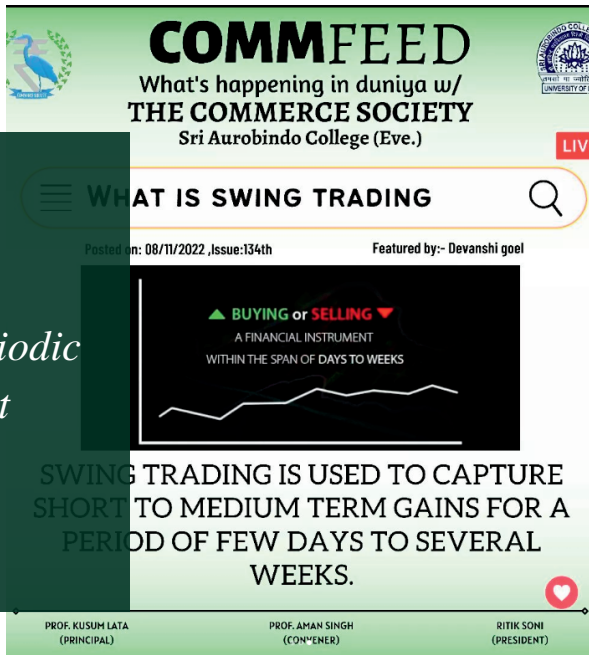 COMMFEED
What's happening in duniya w/
THE COMMERCE SOCIETY
Sri Aurobindo College (Eve.)
LIV
WHAT IS SWING TRADING
Posted on: 08/11/2022 ,Issue:134th
Featured by:- Devanshi goel
iodic
t
BUYING or SELLING
A FINANCIAL INSTRUMENT
WITHIN THE SPAN OF DAYS TO WEEKS
SWING TRADING IS USED TO CAPTURE
SHORT TO MEDIUM TERM GAINS FOR A
PERIOD OF FEW DAYS TO SEVERAL
WEEKS.
PROF. KUSUM LATA
(PRINCIPAL)
PROF. AMAN SINGH
(CONVENER)
RITIK SONI
(PRESIDENT)